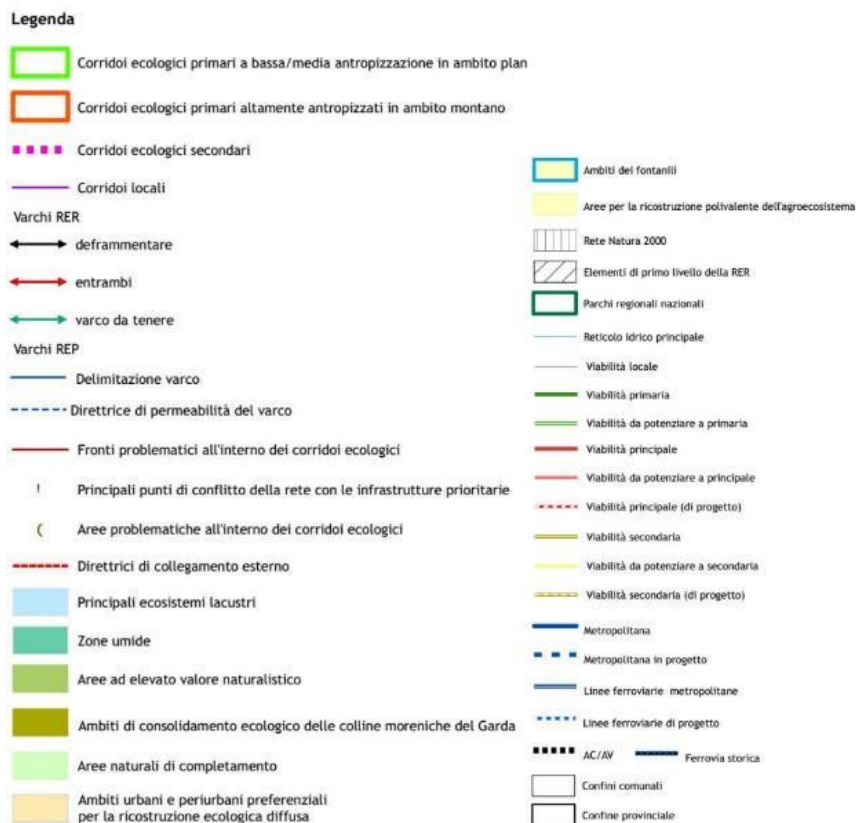 Legenda
Corridoi ecologici primari a bassa/media antropizzazione in ambito plan
Corridoi ecologici primari altamente antropizzati in ambito montano
Corridoi ecologici secondari
Corridoi locali
Varchi RER
deframmentare
entrambi
varco da tenere
Varchi REP
Delimitazione varco
Direttrice di permeabilità del varco
Fronti problematici all'interno dei corridoi ecologici
! Principali punti di conflitto della rete con le infrastrutture prioritarie
( Aree problematiche all'interno dei corridoi ecologici
Direttrici di collegamento esterno
Principali ecosistemi lacustri
Zone umide
Aree ad elevato valore naturalistico
Ambiti di consolidamento ecologico delle colline moreniche del Garda
Aree naturali di completamento
Ambiti urbani e periurbani preferenziali
per la ricostruzione ecologica diffusa
Ambiti dei fontanili
Aree per la ricostruzione polivalente dell'agroecosistema
Rete Natura 2000
Elementi di primo livello della RER
Parchi regionali nazionali
Reticolo idrico principale
Viabilità locale
Viabilità primaria
Viabilità da potenziare a primaria
Viabilità principale
Viabilità da potenziare a principale
Viabilità principale (di progetto)
Viabilità secondaria
Viabilità da potenziare a secondaria
Viabilità secondaria (di progetto)
Metropolitana
Metropolitana in progetto
Linee ferroviarie metropolitane
Linee ferroviarie di progetto
AC/AV Ferrovia storica
Confini comunali
Confine provinciale